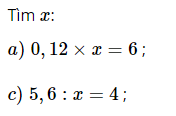 Tìm x:
a) 0, 12 × x = 6 ;
c) 5, 6 : x = 4 ;